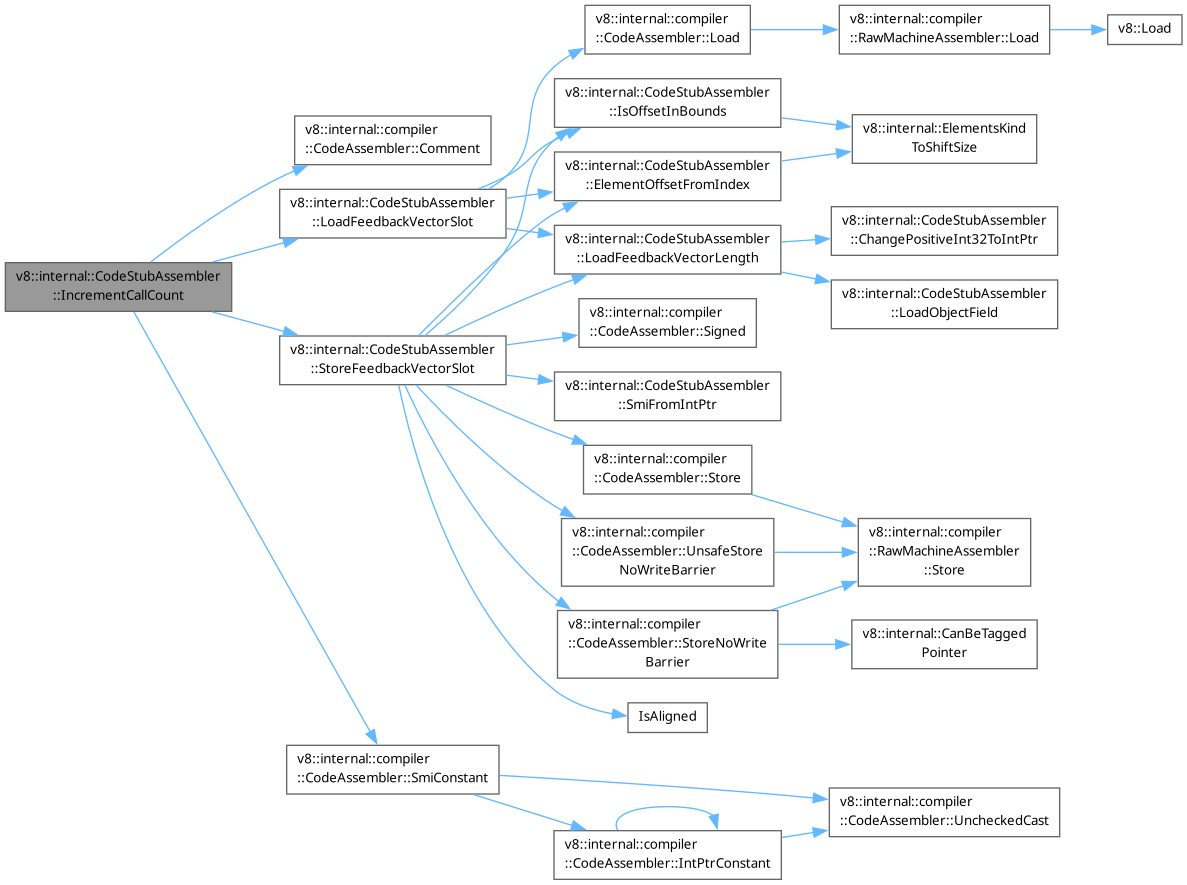 v8::internal::CodeStubAssembler
::IncrementCallCount
v8::internal::compiler
::CodeAssembler::Comment
v8::internal::CodeStubAssembler
::LoadFeedbackVectorSlot
v8::internal::CodeStubAssembler
::StoreFeedbackVectorSlot
v8::internal::compiler
::CodeAssembler::SmiConstant
v8::internal::compiler
::CodeAssembler::Load
v8::internal::CodeStubAssembler
::IsOffsetInBounds
v8::internal::CodeStubAssembler
::ElementOffsetFromIndex
v8::internal::CodeStubAssembler
::LoadFeedbackVectorLength
v8::internal::compiler
::CodeAssembler::Signed
v8::internal::CodeStubAssembler
::SmiFromIntPtr
v8::internal::compiler
::CodeAssembler::Store
v8::internal::compiler
::CodeAssembler::UnsafeStore
NoWriteBarrier
v8::internal::compiler
::CodeAssembler::StoreNoWrite
Barrier
IsAligned
v8::internal::compiler
::CodeAssembler::IntPtrConstant
v8::internal::compiler
::RawMachineAssembler::Load
v8::internal::ElementsKind
ToShiftSize
v8::internal::CodeStubAssembler
::ChangePositiveInt32ToIntPtr
v8::internal::CodeStubAssembler
::LoadObjectField
v8::internal::compiler
::RawMachineAssembler
::Store
v8::internal::CanBeTagged
Pointer
v8::internal::compiler
::CodeAssembler::UncheckedCast
v8::Load